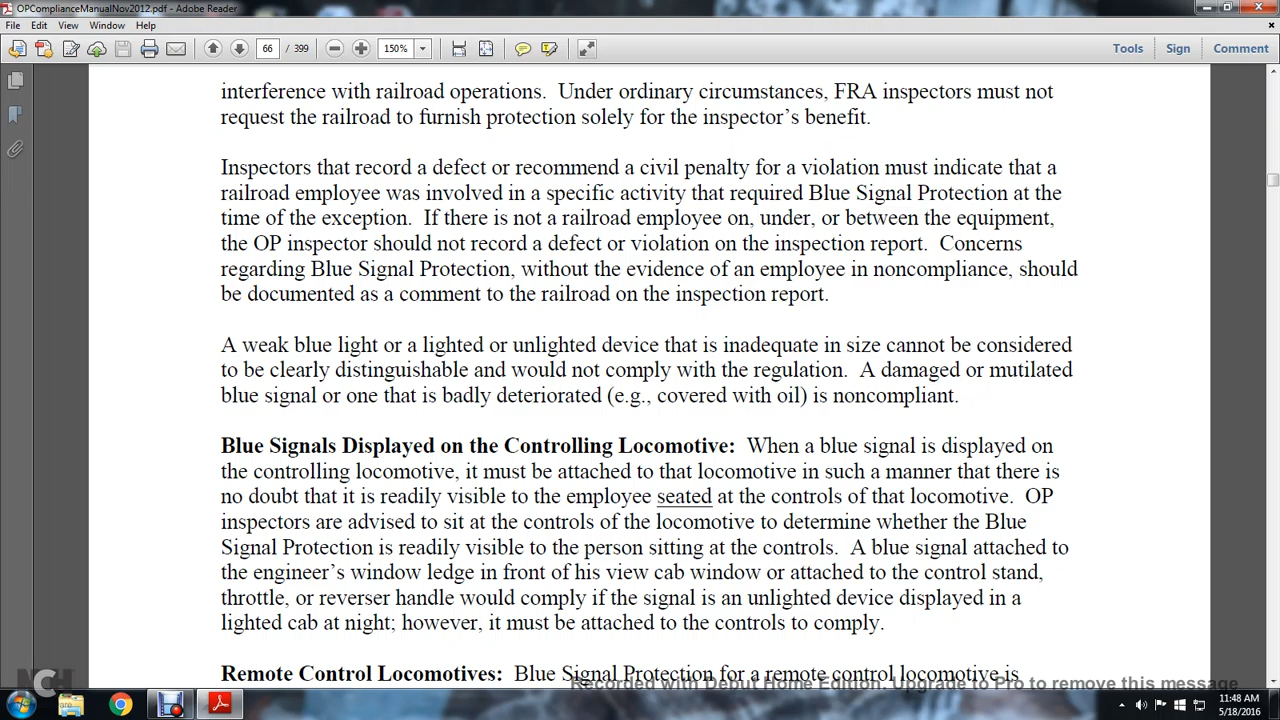 OPComplianceManualNov2012.pdf - Adobe Reader
File Edit View Window Help
66 / 399 150% Tools Sign Comment
interference with railroad operations. Under ordinary circumstances, FRA inspectors must not
request the railroad to furnish protection solely for the inspector’s benefit.
Inspectors that record a defect or recommend a civil penalty for a violation must indicate that a
railroad employee was involved in a specific activity that required Blue Signal Protection at the
time of the exception. If there is not a railroad employee on, under, or between the equipment,
the OP inspector should not record a defect or violation on the inspection report. Concerns
regarding Blue Signal Protection, without the evidence of an employee in noncompliance, should
be documented as a comment to the railroad on the inspection report.
A weak blue light or a lighted or unlighted device that is inadequate in size cannot be considered
to be clearly distinguishable and would not comply with the regulation. A damaged or mutilated
blue signal or one that is badly deteriorated (e.g., covered with oil) is noncompliant.
Blue Signals Displayed on the Controlling Locomotive: When a blue signal is displayed on
the controlling locomotive, it must be attached to that locomotive in such a manner that there is
no doubt that it is readily visible to the employee seated at the controls of that locomotive. OP
inspectors are advised to sit at the controls of the locomotive to determine whether the Blue
Signal Protection is readily visible to the person sitting at the controls. A blue signal attached to
the engineer’s window ledge in front of his view cab window or attached to the control stand,
throttle, or reverser handle would comply if the signal is an unlighted device displayed in a
lighted cab at night; however, it must be attached to the controls to comply.
Remote Control Locomotives: Blue Signal Protection for a remote control locomotive is
NCH
Recorded with Debut Home Edition. Upgrade to Pro to remove this message
11:48 AM
5/18/2016